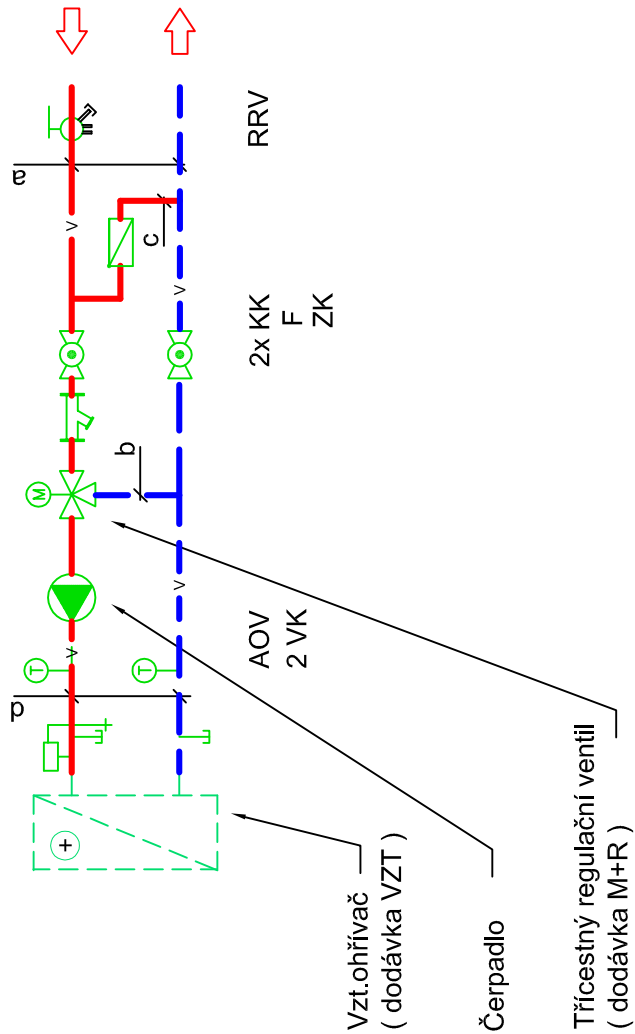 d
a
T
M
+
V
V
b
T
c
V
V
AOV
2 VK
2x KK
F
ZK
RRV
Vzt.ohřívač
( dodávka VZT )
Čerpadlo
Třícestný regulační ventil
( dodávka M+R )